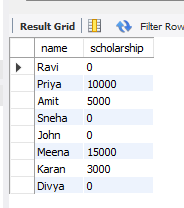 Result Grid Filter Row
name scholarship
Ravi 0
Priya 10000
Amit 5000
Sneha 0
John 0
Meena 15000
Karan 3000
Divya 0